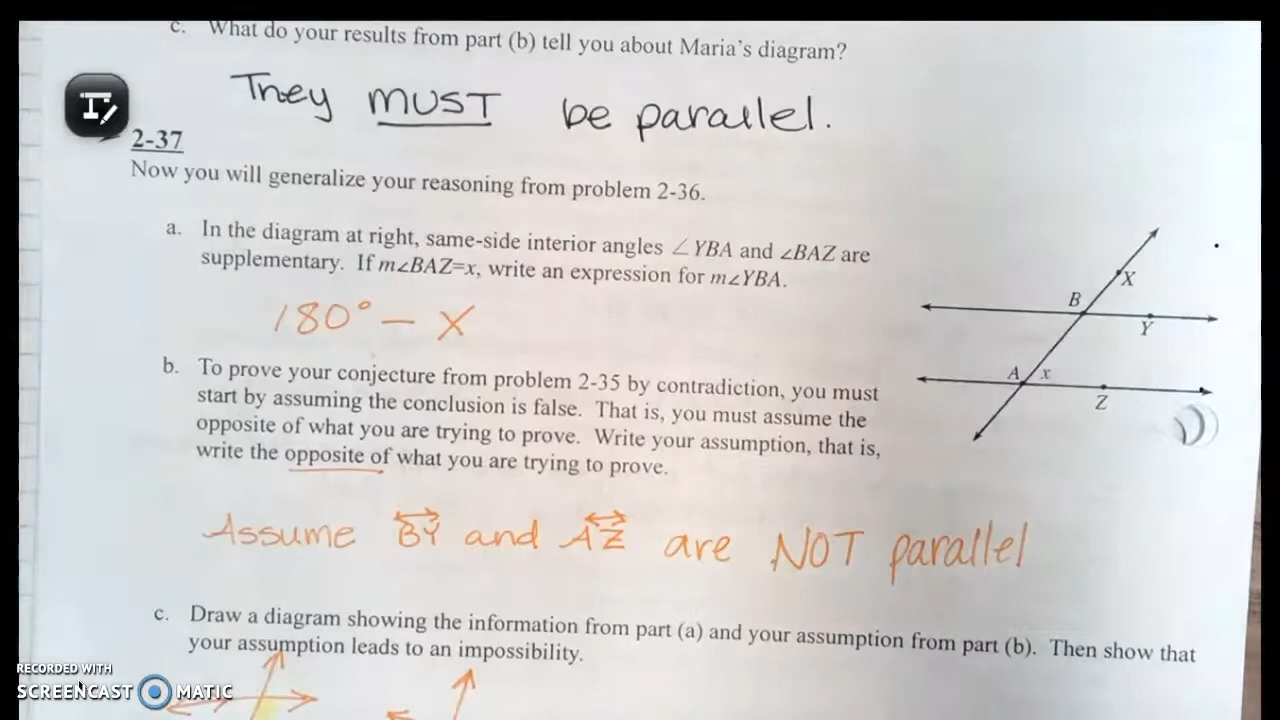 c. What do your results from part (b) tell you about Maria's diagram?
They MUST be parallel.
2-37
Now you will generalize your reasoning from problem 2-36.
a. In the diagram at right, same-side interior angles ∠YBA and ∠BAZ are
supplementary. If m∠BAZ=x, write an expression for m∠YBA.
180° − x
X
B
Y
A x
Z
b. To prove your conjecture from problem 2-35 by contradiction, you must
start by assuming the conclusion is false. That is, you must assume the
opposite of what you are trying to prove. Write your assumption, that is,
write the opposite of what you are trying to prove.
Assume BY and AZ are NOT parallel
c. Draw a diagram showing the information from part (a) and your assumption from part (b). Then show that
your assumption leads to an impossibility.
RECORDED WITH
SCREENCAST MATIC